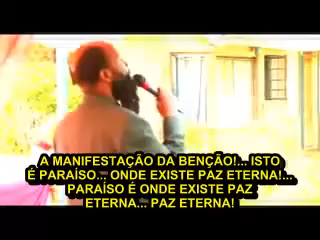 A MANIFESTAÇÃO DA BENÇÃO!... ISTO
É PARAÍSO... ONDE EXISTE PAZ ETERNA!...
PARAÍSO É ONDE EXISTE PAZ
ETERNA... PAZ ETERNA!